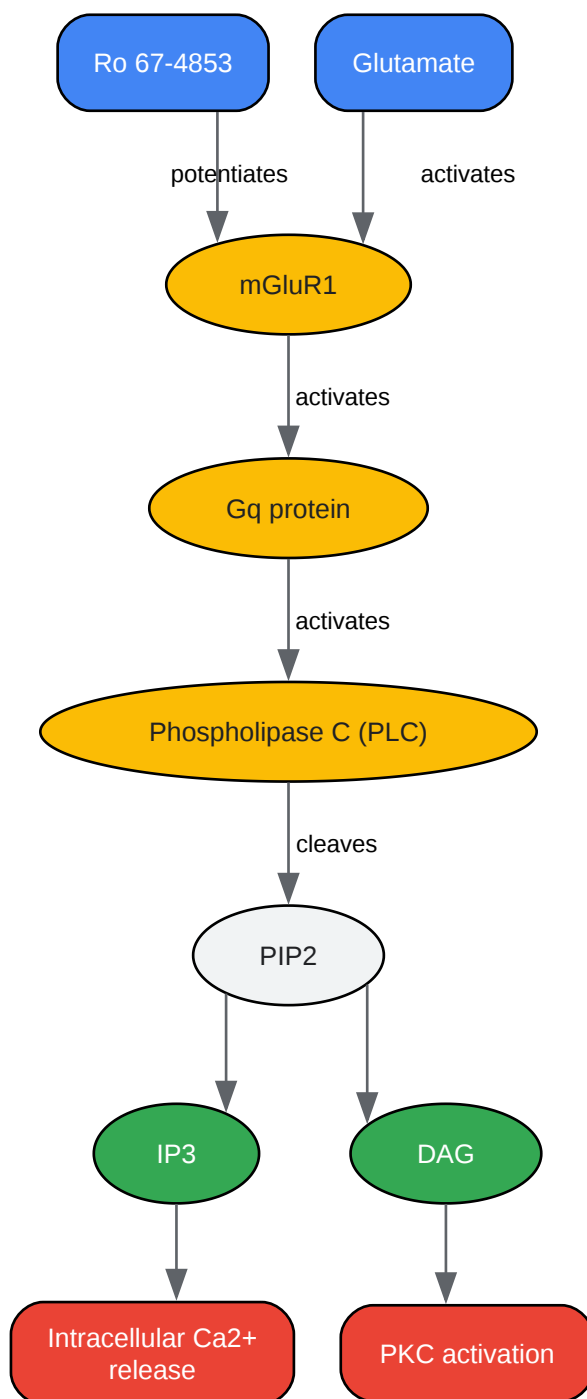 Ro 67-4853
Glutamate
potentiates
activates
mGluR1
activates
Gq protein
activates
Phospholipase C (PLC)
cleaves
PIP2
IP3
DAG
Intracellular Ca2+
release
PKC activation